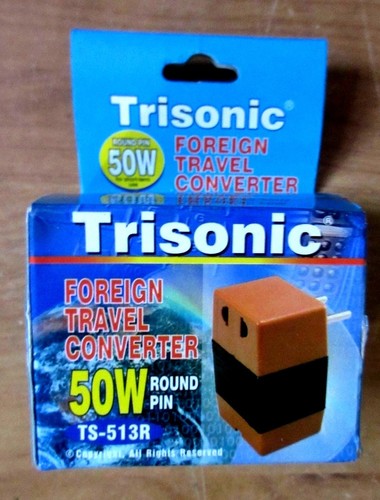 Trisonic®
ROUND PIN
50W
FOREIGN
TRAVEL
CONVERTER
Trisonic®
FOREIGN
TRAVEL
CONVERTER
50W ROUND
PIN
TS-513R
©Copyright, All Rights Reserved